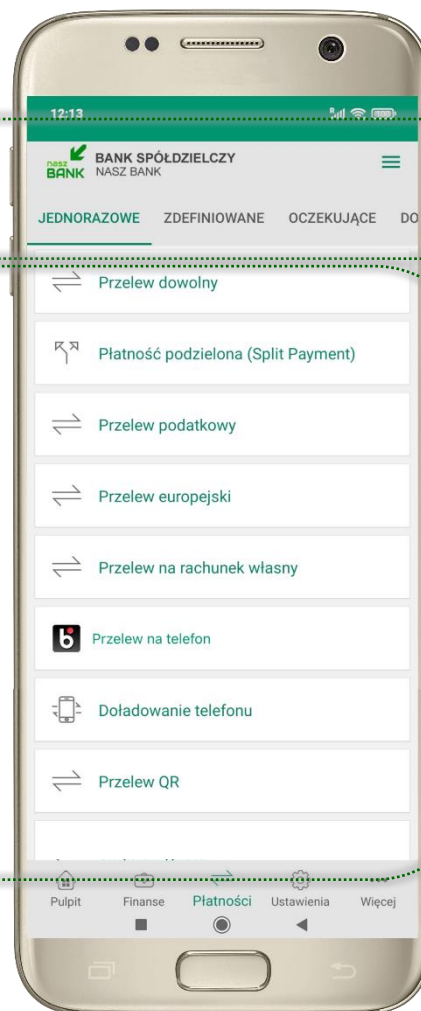 12:13
nasz BANK
BANK SPÓŁDZIELCZY
NASZ BANK
JEDNORAZOWE ZDEFINIOWANE OCZEKUJĄCE DO
Przelew dowolny
Płatność podzielona (Split Payment)
Przelew podatkowy
Przelew europejski
Przelew na rachunek własny
Przelew na telefon
Doładowanie telefonu
Przelew QR
Pulpit Finanse Płatności Ustawienia Więcej